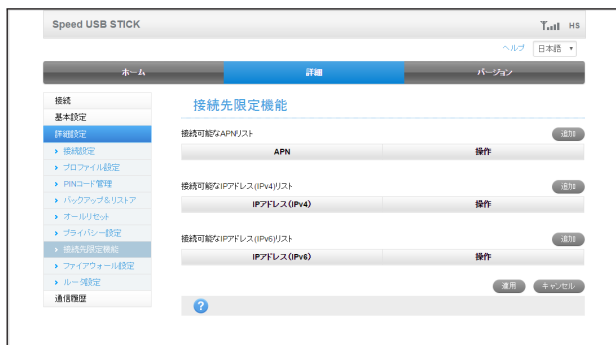 Speed USB STICK
HS
ヘルプ 日本語
ホーム 詳細 バージョン
接続
基本設定
詳細設定
接続設定
プロファイル設定
PINコード管理
バックアップ＆リストア
オールリセット
プライバシー設定
接続先限定機能
ファイアウォール設定
ルータ設定
通信履歴
接続先限定機能
接続可能なAPNリスト 追加
APN 操作
接続可能なIPアドレス(IPv4)リスト 追加
IPアドレス(IPv4) 操作
接続可能なIPアドレス(IPv6)リスト 追加
IPアドレス(IPv6) 操作
適用 キャンセル
?